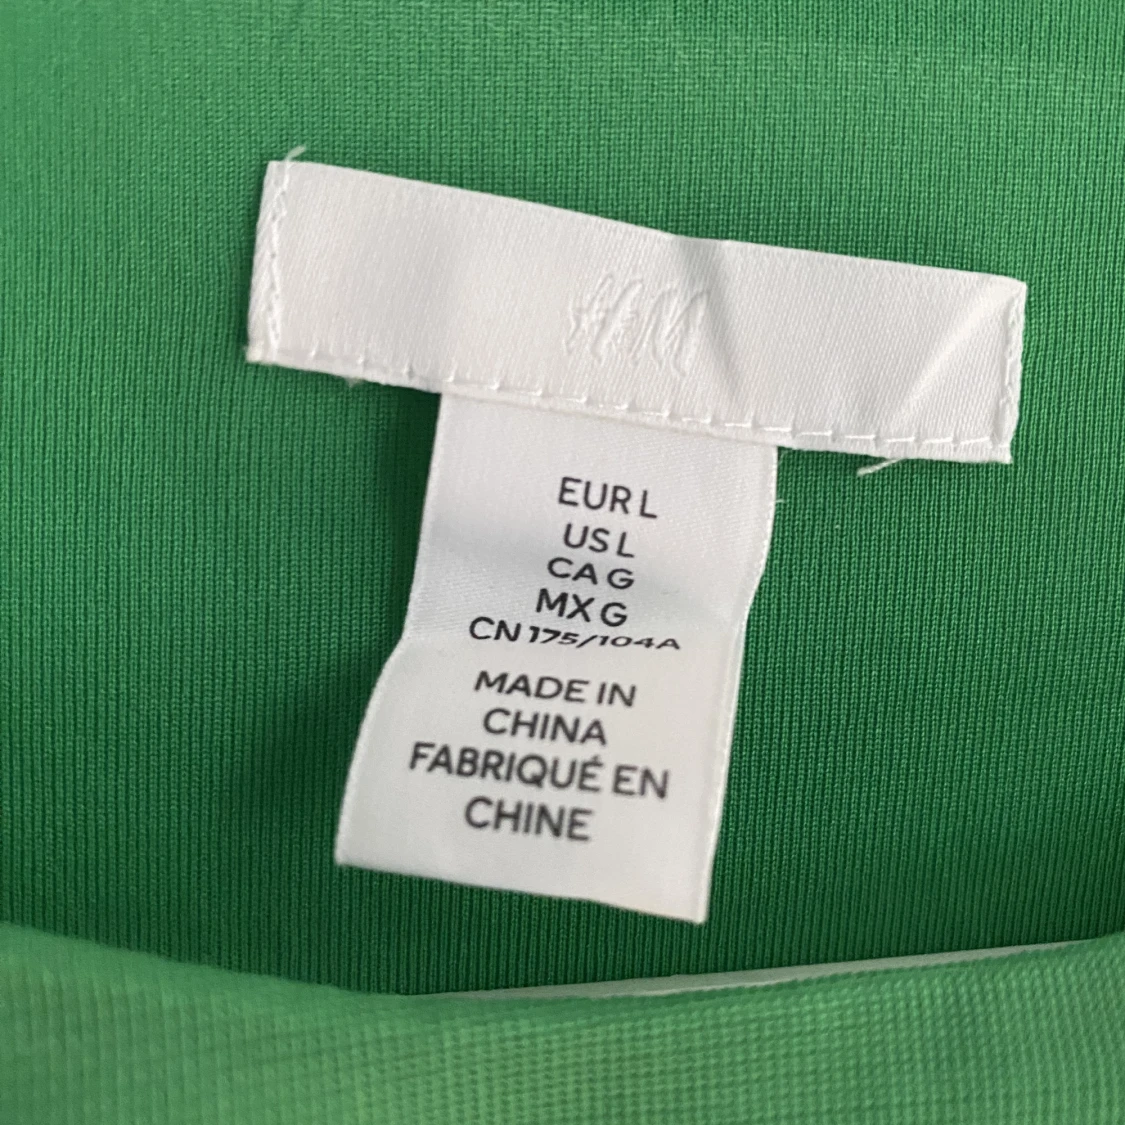 H&M
EUR L
US L
CA G
MX G
CN 175/104A
MADE IN
CHINA
FABRIQUÉ EN
CHINE